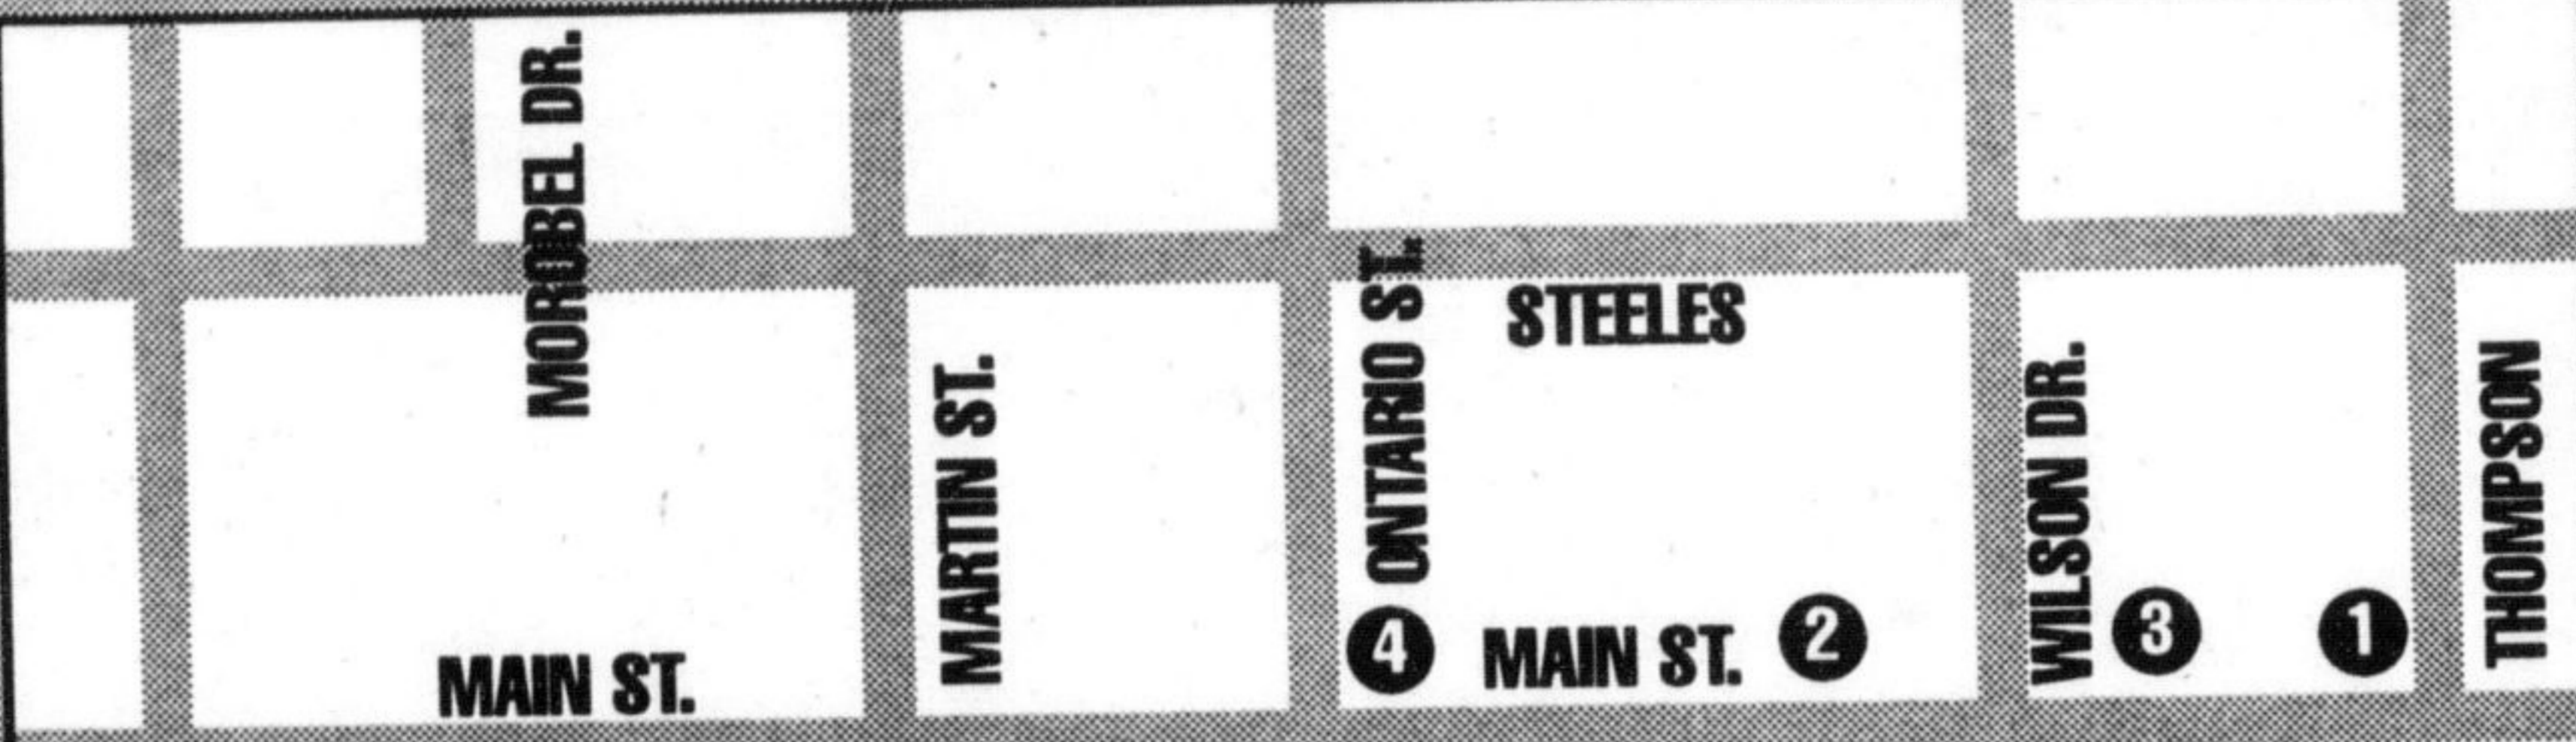 MOROBEL DR.
MARTIN ST.
ONTARIO ST.
STEELES
WILSON DR.
THOMPSON
MAIN ST.
4
MAIN ST.
2
3
1